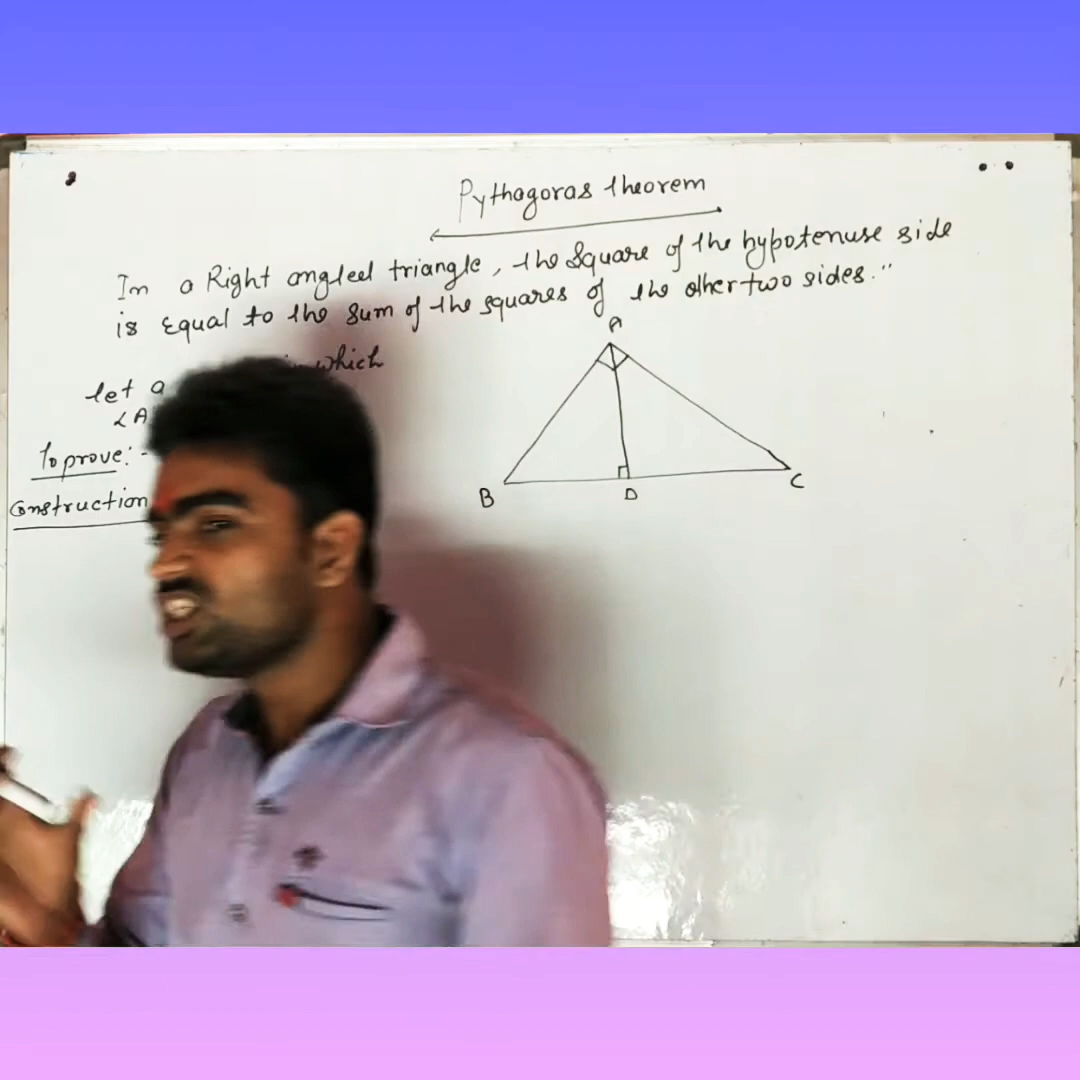 Pythagoras theorem
In a Right angled triangle, the Square of the hypotenuse side
is Equal to the sum of the squares of the other two sides."
let a which
∠A
To prove:-
Construction
A
B
D
C